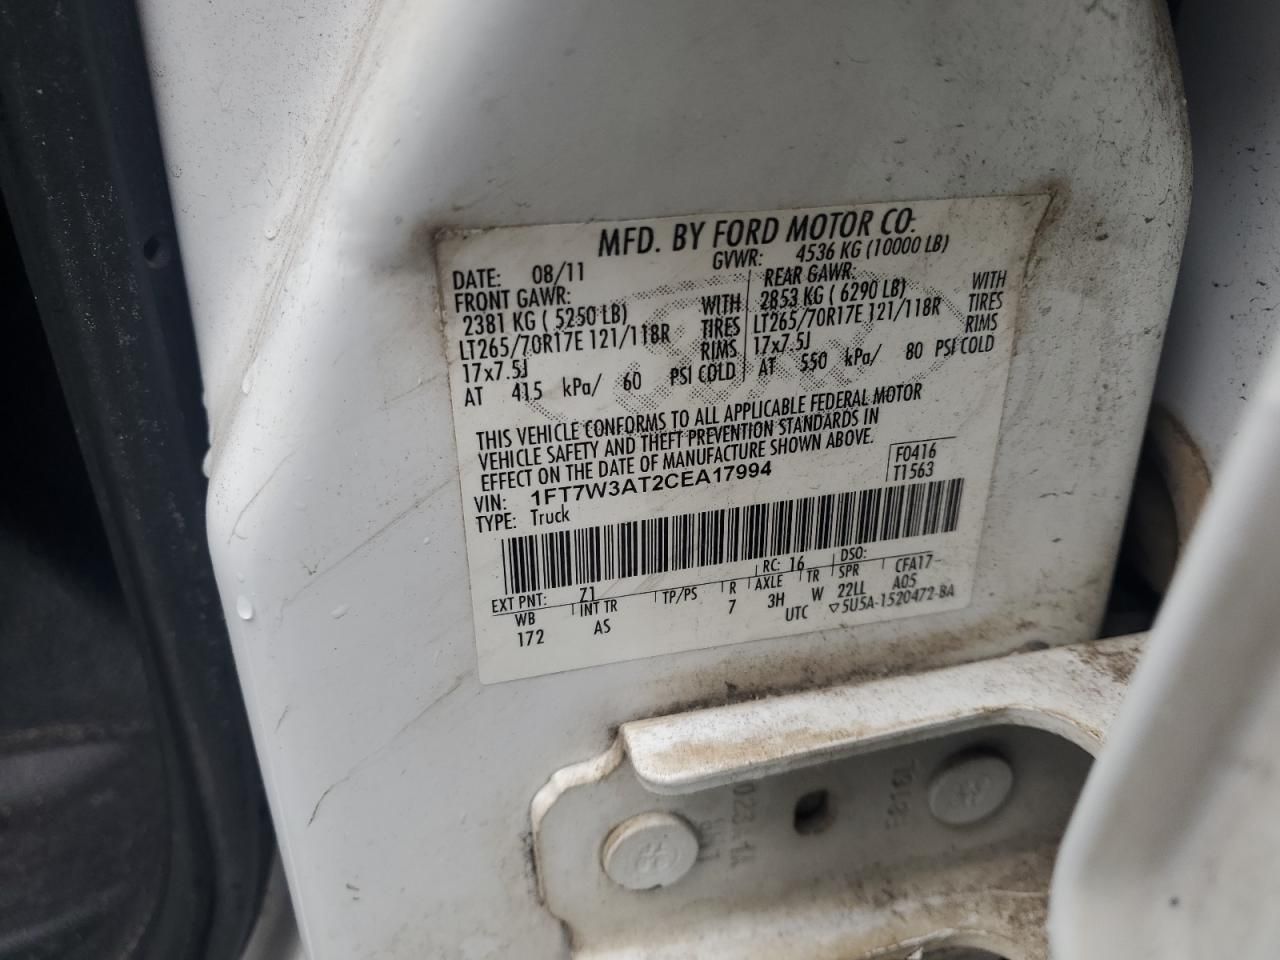 MFD. BY FORD MOTOR CO.
DATE: 08/11 GVWR: 4536 KG (10000 LB)
FRONT GAWR: REAR GAWR:
2381 KG ( 5250 LB) WITH 2853 KG ( 6290 LB) WITH
LT265/70R17E 121/118R TIRES LT265/70R17E 121/118R TIRES
17x7.5J RIMS 17x7.5J RIMS
AT 415 kPa/ 60 PSI COLD AT 550 kPa/ 80 PSI COLD
THIS VEHICLE CONFORMS TO ALL APPLICABLE FEDERAL MOTOR
VEHICLE SAFETY AND THEFT PREVENTION STANDARDS IN
EFFECT ON THE DATE OF MANUFACTURE SHOWN ABOVE.
VIN: 1FT7W3AT2CEA17994 F0416
TYPE: Truck T1563
EXT PNT: Z1 RC: 16 DSO:
WB INT TR TP/PS R AXLE TR SPR CFA17-
172 AS 7 3H W 22LL A05
UTC ▽5U5A-1520472-BA